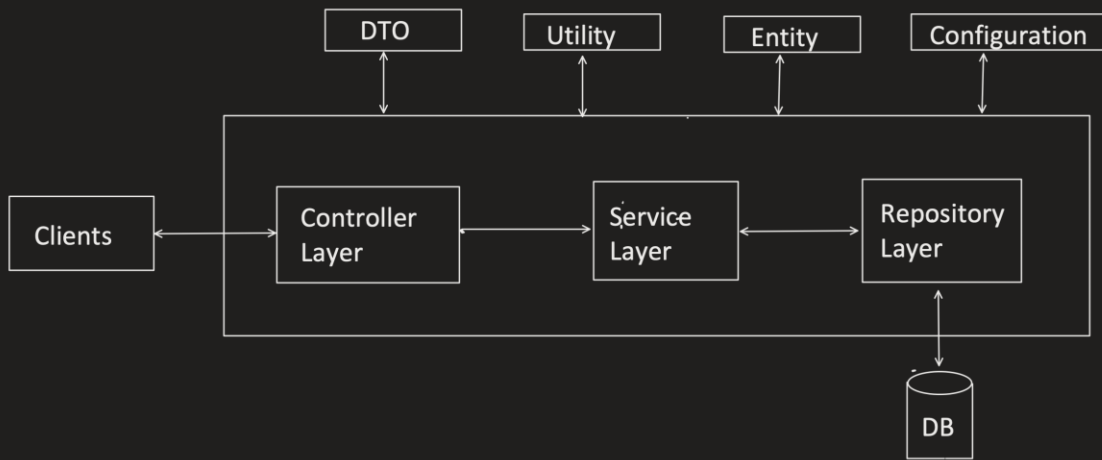 DTO
Utility
Entity
Configuration
Clients
Controller
Layer
Service
Layer
Repository
Layer
DB